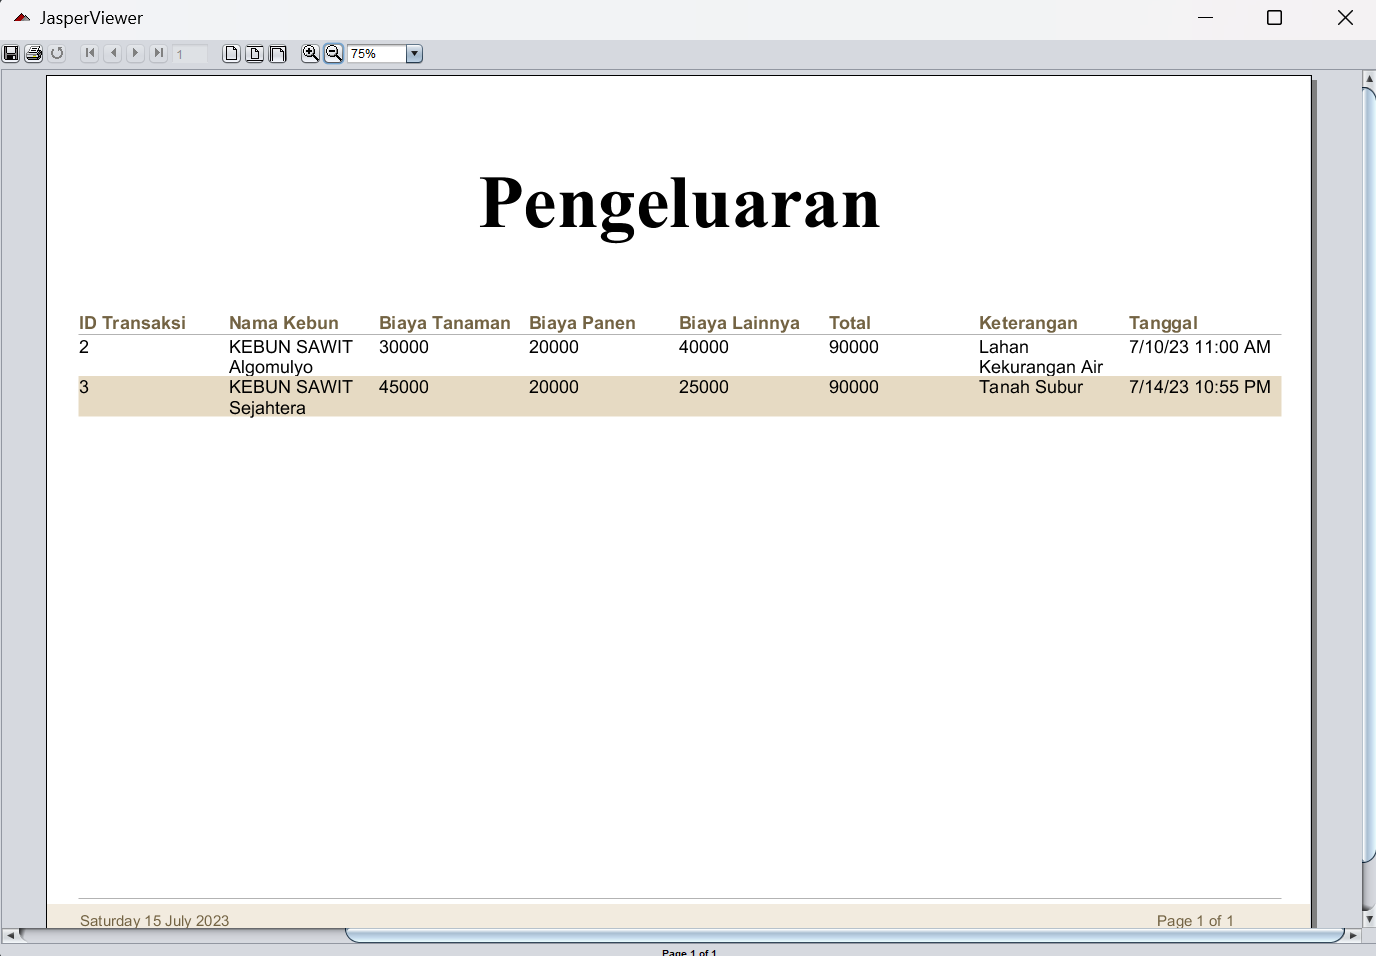 JasperViewer
1
75%
Pengeluaran
ID Transaksi Nama Kebun Biaya Tanaman Biaya Panen Biaya Lainnya Total Keterangan Tanggal
2 KEBUN SAWIT 30000 20000 40000 90000 Lahan 7/10/23 11:00 AM
Algomulyo Kekurangan Air
3 KEBUN SAWIT 45000 20000 25000 90000 Tanah Subur 7/14/23 10:55 PM
Sejahtera
Saturday 15 July 2023 Page 1 of 1
Page 1 of 1